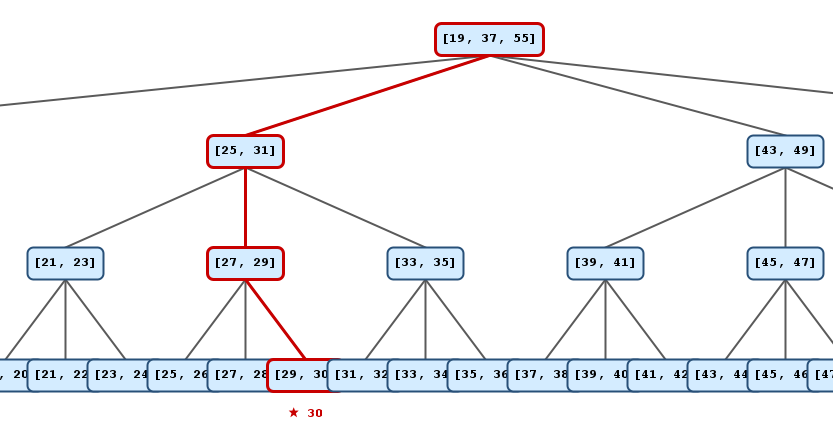 [19, 37, 55]
[25, 31] [43, 49]
[21, 23] [27, 29] [33, 35] [39, 41] [45, 47]
, 20 [21, 22 [23, 24 [25, 26 [27, 28 [29, 30 [31, 32 [33, 34 [35, 36 [37, 38 [39, 40 [41, 42 [43, 44 [45, 46 [47
★ 30